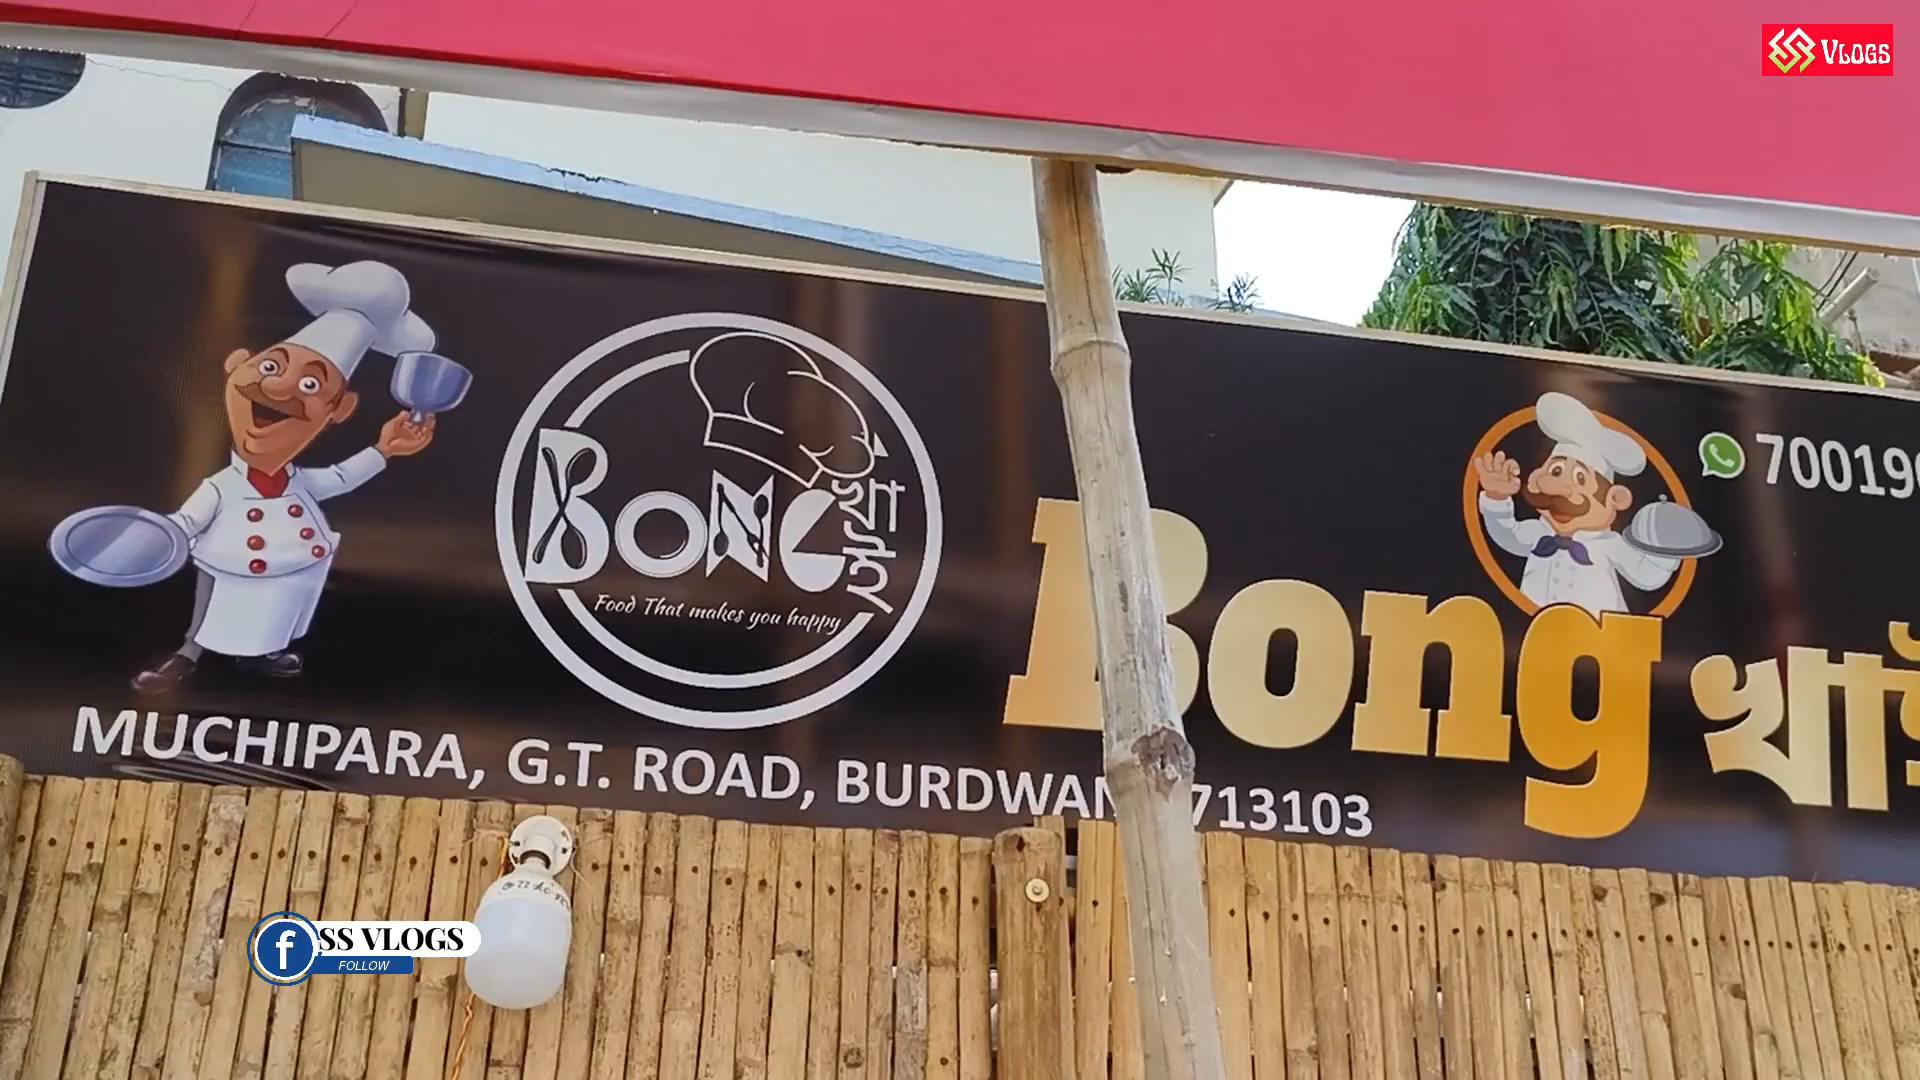 VLOGS
BONG খাই
Food That makes you happy
70019
Bong খাই
MUCHIPARA, G.T. ROAD, BURDWAN 713103
SS VLOGS
FOLLOW